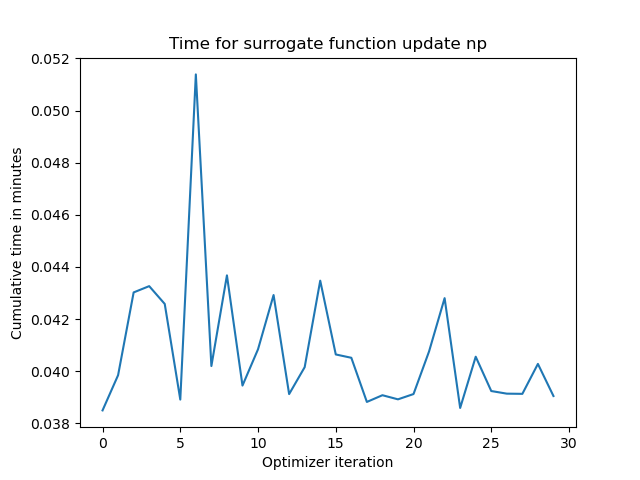 Time for surrogate function update np
Cumulative time in minutes
0.052
0.050
0.048
0.046
0.044
0.042
0.040
0.038
0 5 10 15 20 25 30
Optimizer iteration